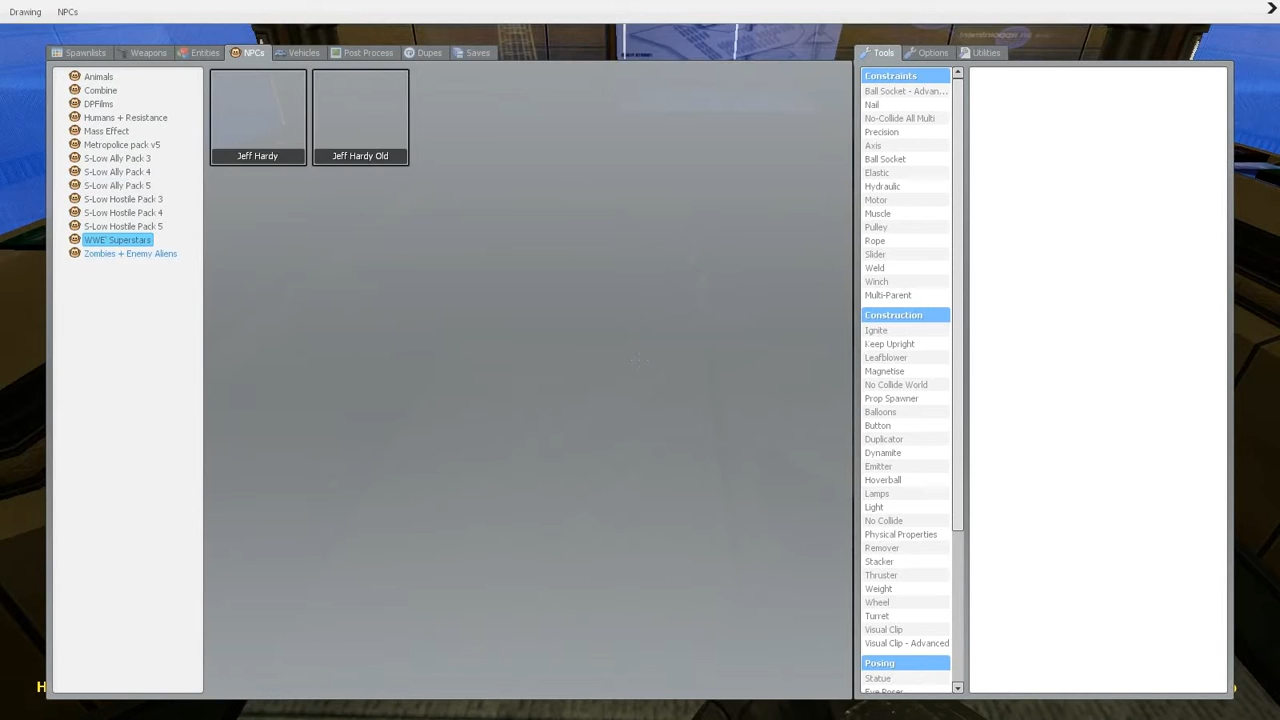 Drawing NPCs
Spawnlists Weapons Entities NPCs Vehicles Post Process Dupes Saves
Tools Options Utilities
Animals
Combine
DPFilms
Humans + Resistance
Mass Effect
Metropolice pack v5
S-Low Ally Pack 3
S-Low Ally Pack 4
S-Low Ally Pack 5
S-Low Hostile Pack 3
S-Low Hostile Pack 4
S-Low Hostile Pack 5
WWE' Superstars
Zombies + Enemy Aliens
Jeff Hardy
Jeff Hardy Old
Constraints
Ball Socket - Advan...
Nail
No-Collide All Multi
Precision
Axis
Ball Socket
Elastic
Hydraulic
Motor
Muscle
Pulley
Rope
Slider
Weld
Winch
Multi-Parent
Construction
Ignite
Keep Upright
Leafblower
Magnetise
No Collide World
Prop Spawner
Balloons
Button
Duplicator
Dynamite
Emitter
Hoverball
Lamps
Light
No Collide
Physical Properties
Remover
Stacker
Thruster
Weight
Wheel
Turret
Visual Clip
Visual Clip - Advanced
Posing
Statue
Eye Poser
H